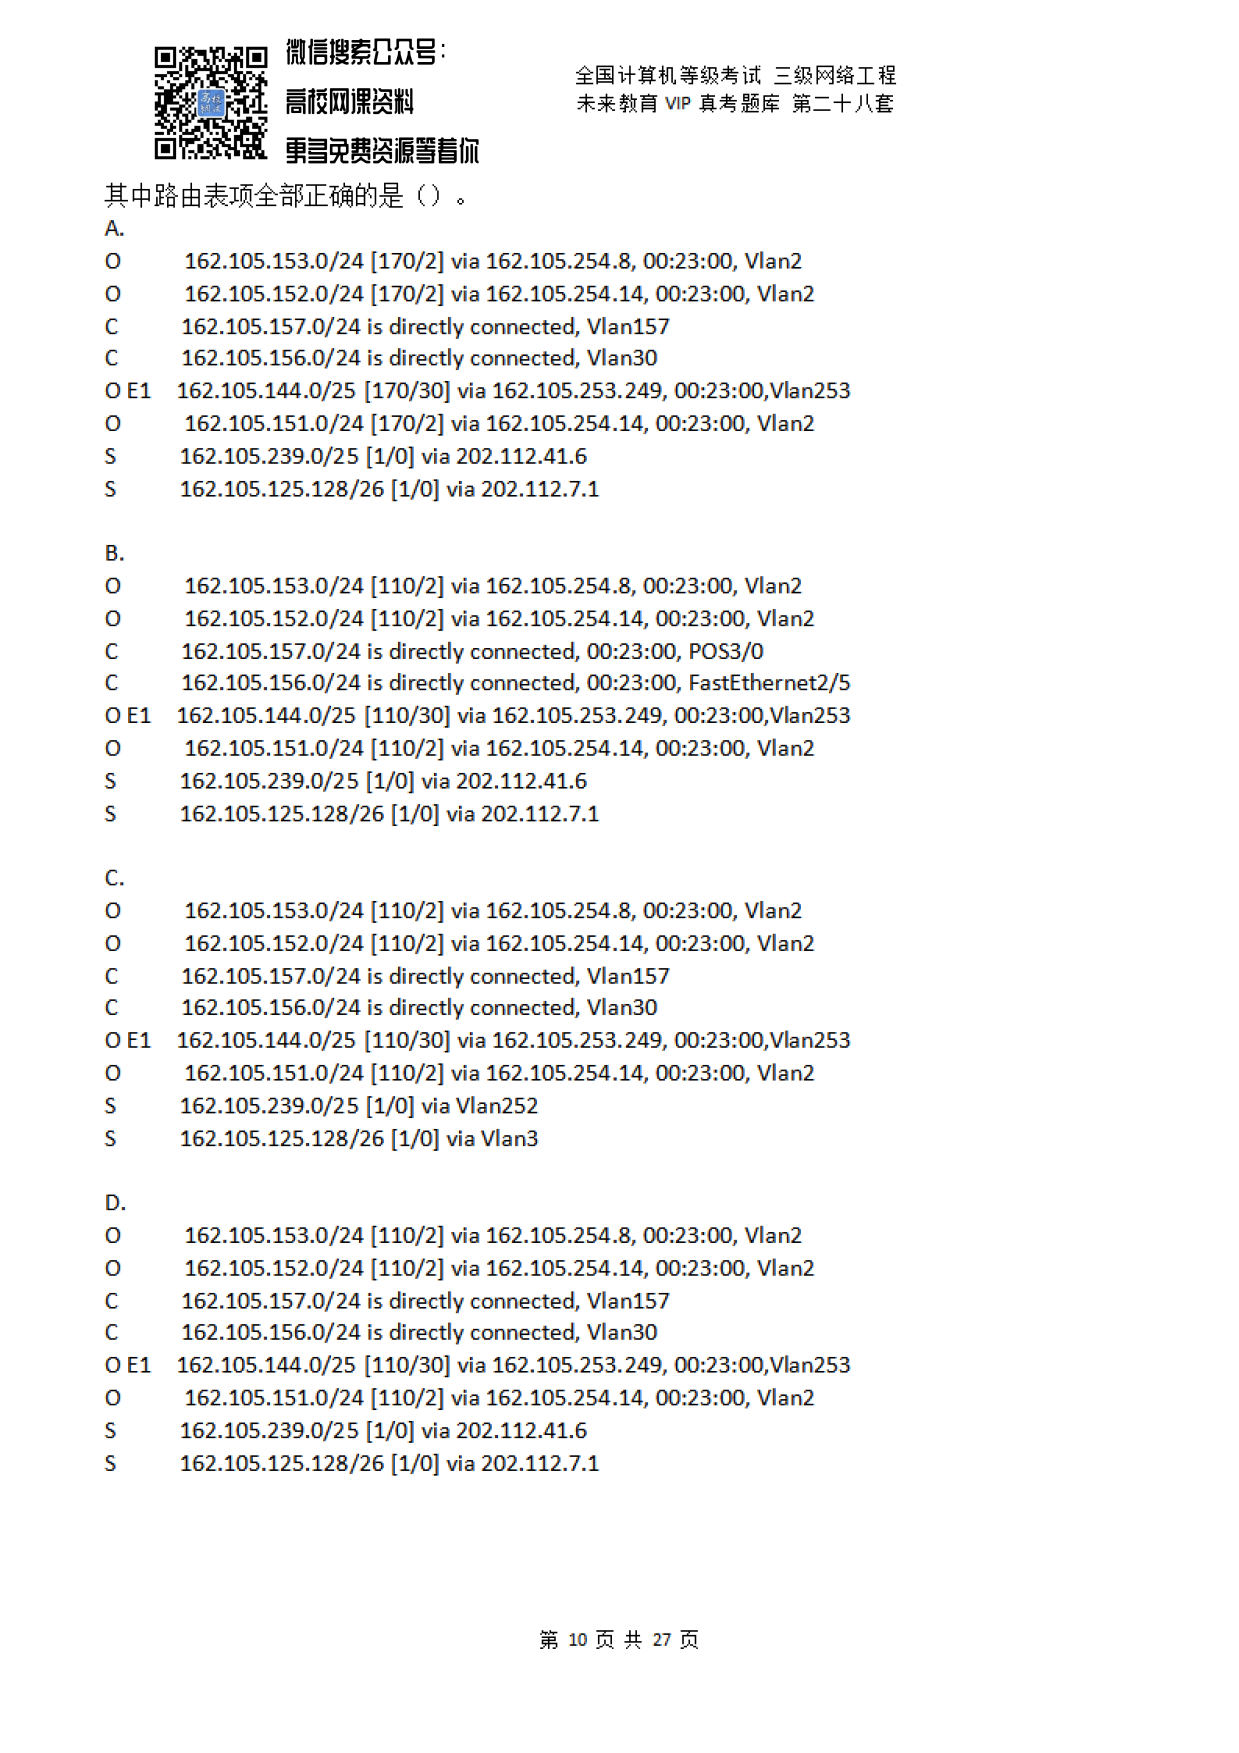 微信搜索公众号：
高校网课资料
更多免费资源等着你
全国计算机等级考试 三级网络工程
未来教育 VIP 真考题库 第二十八套
高校
网课
其中路由表项全部正确的是（）。
A.
O 162.105.153.0/24 [170/2] via 162.105.254.8, 00:23:00, Vlan2
O 162.105.152.0/24 [170/2] via 162.105.254.14, 00:23:00, Vlan2
C 162.105.157.0/24 is directly connected, Vlan157
C 162.105.156.0/24 is directly connected, Vlan30
O E1 162.105.144.0/25 [170/30] via 162.105.253.249, 00:23:00,Vlan253
O 162.105.151.0/24 [170/2] via 162.105.254.14, 00:23:00, Vlan2
S 162.105.239.0/25 [1/0] via 202.112.41.6
S 162.105.125.128/26 [1/0] via 202.112.7.1
B.
O 162.105.153.0/24 [110/2] via 162.105.254.8, 00:23:00, Vlan2
O 162.105.152.0/24 [110/2] via 162.105.254.14, 00:23:00, Vlan2
C 162.105.157.0/24 is directly connected, 00:23:00, POS3/0
C 162.105.156.0/24 is directly connected, 00:23:00, FastEthernet2/5
O E1 162.105.144.0/25 [110/30] via 162.105.253.249, 00:23:00,Vlan253
O 162.105.151.0/24 [110/2] via 162.105.254.14, 00:23:00, Vlan2
S 162.105.239.0/25 [1/0] via 202.112.41.6
S 162.105.125.128/26 [1/0] via 202.112.7.1
C.
O 162.105.153.0/24 [110/2] via 162.105.254.8, 00:23:00, Vlan2
O 162.105.152.0/24 [110/2] via 162.105.254.14, 00:23:00, Vlan2
C 162.105.157.0/24 is directly connected, Vlan157
C 162.105.156.0/24 is directly connected, Vlan30
O E1 162.105.144.0/25 [110/30] via 162.105.253.249, 00:23:00,Vlan253
O 162.105.151.0/24 [110/2] via 162.105.254.14, 00:23:00, Vlan2
S 162.105.239.0/25 [1/0] via Vlan252
S 162.105.125.128/26 [1/0] via Vlan3
D.
O 162.105.153.0/24 [110/2] via 162.105.254.8, 00:23:00, Vlan2
O 162.105.152.0/24 [110/2] via 162.105.254.14, 00:23:00, Vlan2
C 162.105.157.0/24 is directly connected, Vlan157
C 162.105.156.0/24 is directly connected, Vlan30
O E1 162.105.144.0/25 [110/30] via 162.105.253.249, 00:23:00,Vlan253
O 162.105.151.0/24 [110/2] via 162.105.254.14, 00:23:00, Vlan2
S 162.105.239.0/25 [1/0] via 202.112.41.6
S 162.105.125.128/26 [1/0] via 202.112.7.1
第 10 页 共 27 页